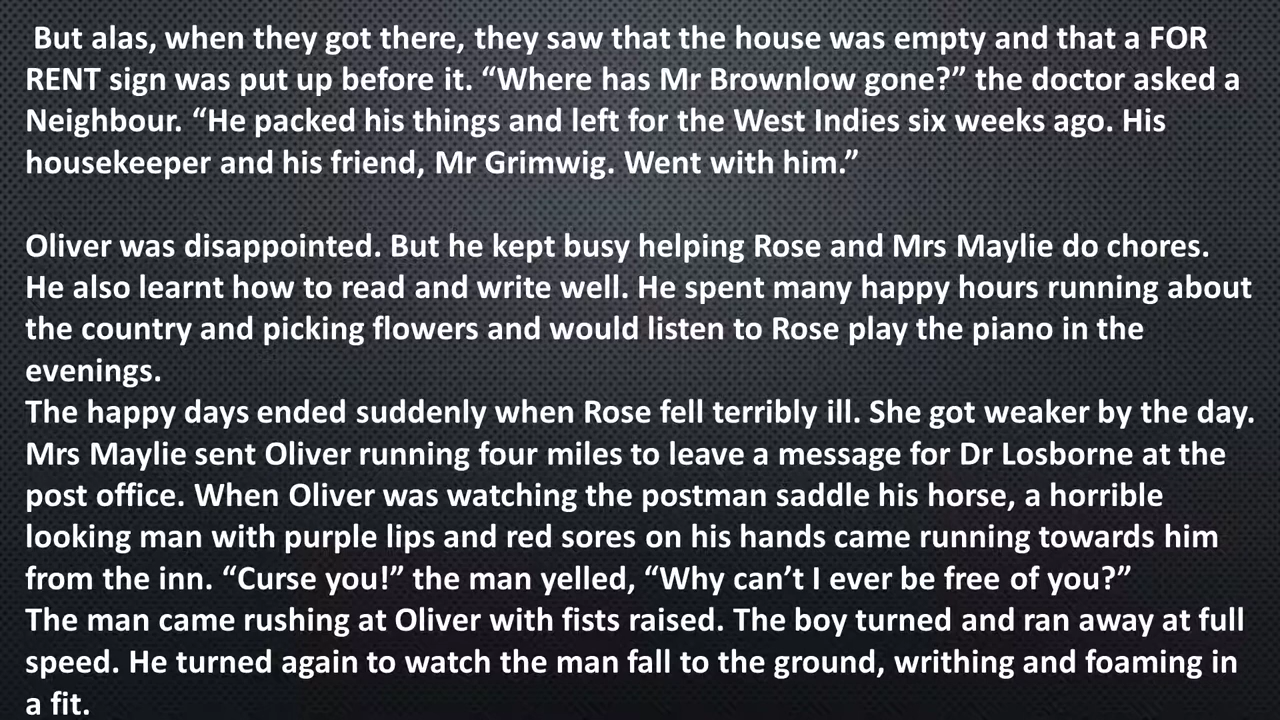 But alas, when they got there, they saw that the house was empty and that a FOR
RENT sign was put up before it. “Where has Mr Brownlow gone?” the doctor asked a
Neighbour. “He packed his things and left for the West Indies six weeks ago. His
housekeeper and his friend, Mr Grimwig. Went with him.”
Oliver was disappointed. But he kept busy helping Rose and Mrs Maylie do chores.
He also learnt how to read and write well. He spent many happy hours running about
the country and picking flowers and would listen to Rose play the piano in the
evenings.
The happy days ended suddenly when Rose fell terribly ill. She got weaker by the day.
Mrs Maylie sent Oliver running four miles to leave a message for Dr Losborne at the
post office. When Oliver was watching the postman saddle his horse, a horrible
looking man with purple lips and red sores on his hands came running towards him
from the inn. “Curse you!” the man yelled, “Why can’t I ever be free of you?”
The man came rushing at Oliver with fists raised. The boy turned and ran away at full
speed. He turned again to watch the man fall to the ground, writhing and foaming in
a fit.